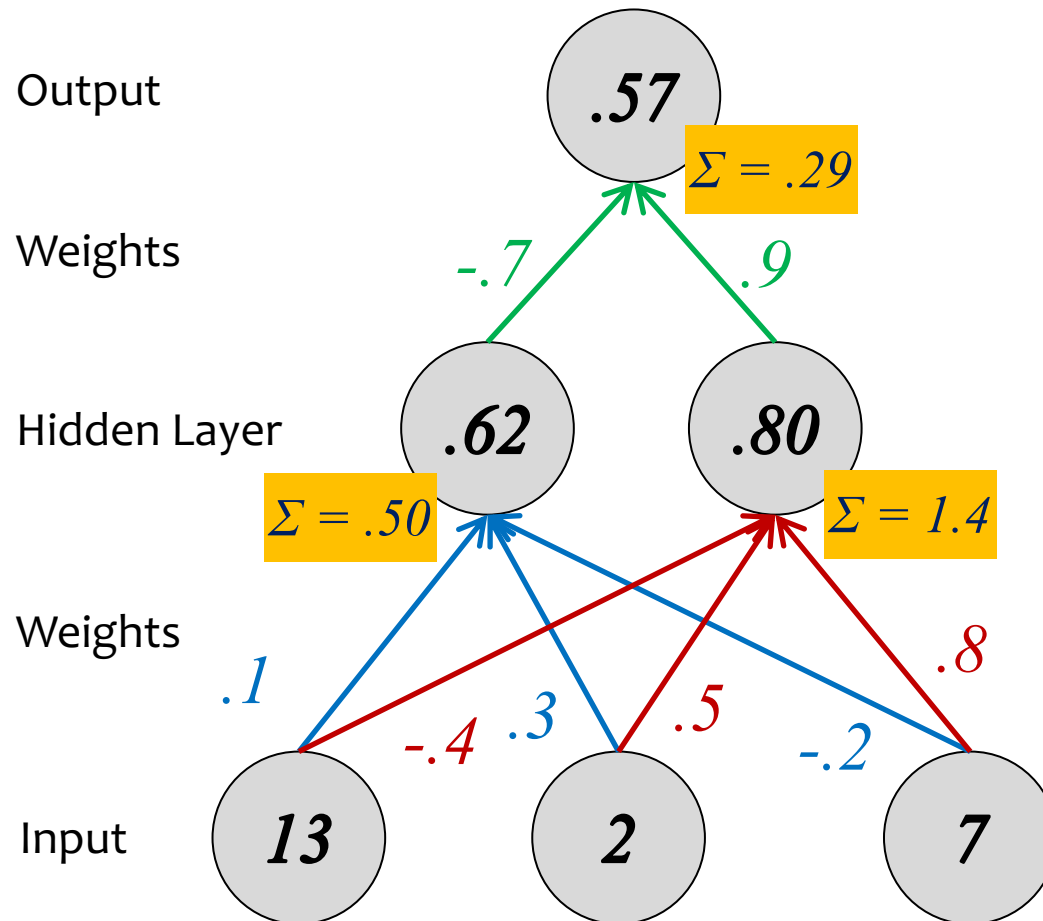 Output
.57
Σ = .29
Weights
-.7
.9
Hidden Layer
.62
.80
Σ = .50
Σ = 1.4
Weights
.1
-.4
.3
.5
-.2
.8
Input
13
2
7